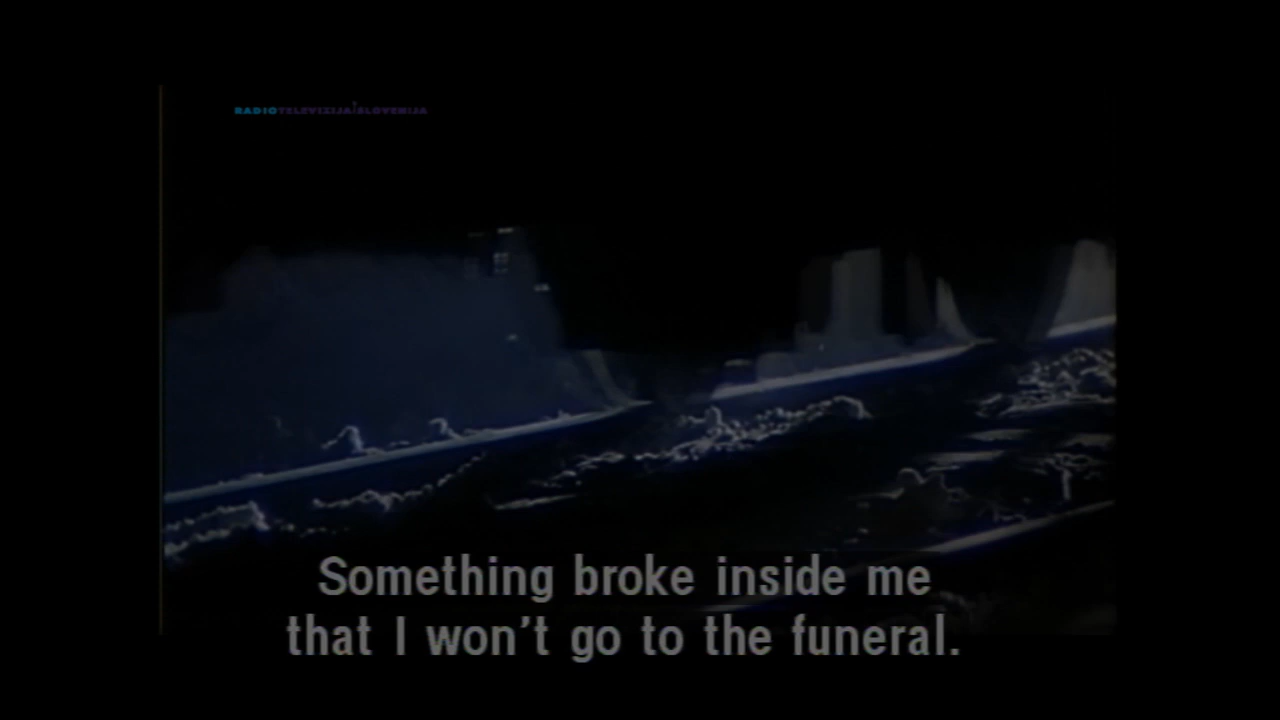 RADIOTELEVIZIJA SLOVENIJA
Something broke inside me
that I won't go to the funeral.